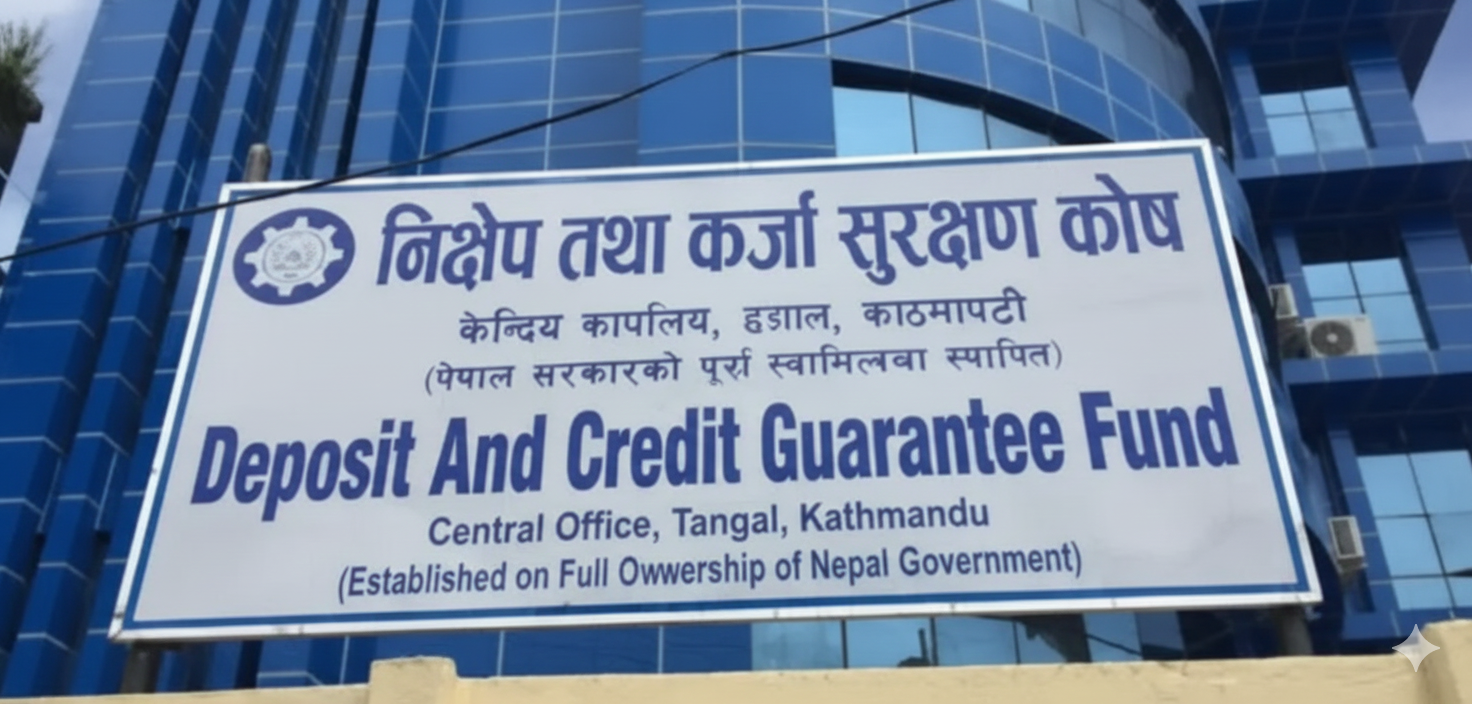 निक्षेप तथा कर्जा सुरक्षण कोष
केन्दिय कापलिय, हडााल, काठमापटी
(पेपाल सरकारको पूर्स स्वामिलवा स्पापित)
Deposit And Credit Guarantee Fund
Central Office, Tangal, Kathmandu
(Established on Full Owwership of Nepal Government)